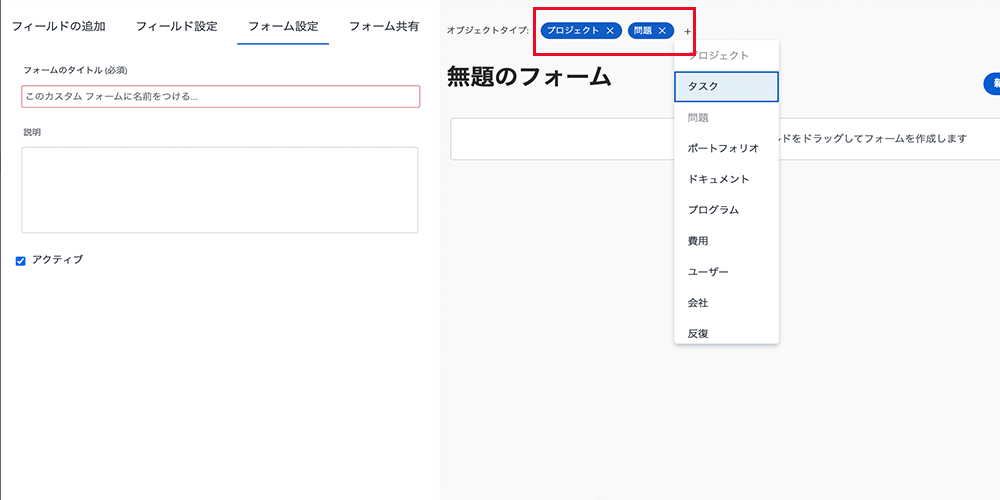 フィールドの追加 フィールド設定 フォーム設定 フォーム共有
フォームのタイトル (必須)
このカスタム フォームに名前をつける...
説明
アクティブ
オブジェクトタイプ: プロジェクト × 問題 × +
無題のフォーム
ドをドラッグしてフォームを作成します
プロジェクト
タスク
問題
ポートフォリオ
ドキュメント
プログラム
費用
ユーザー
会社
反復